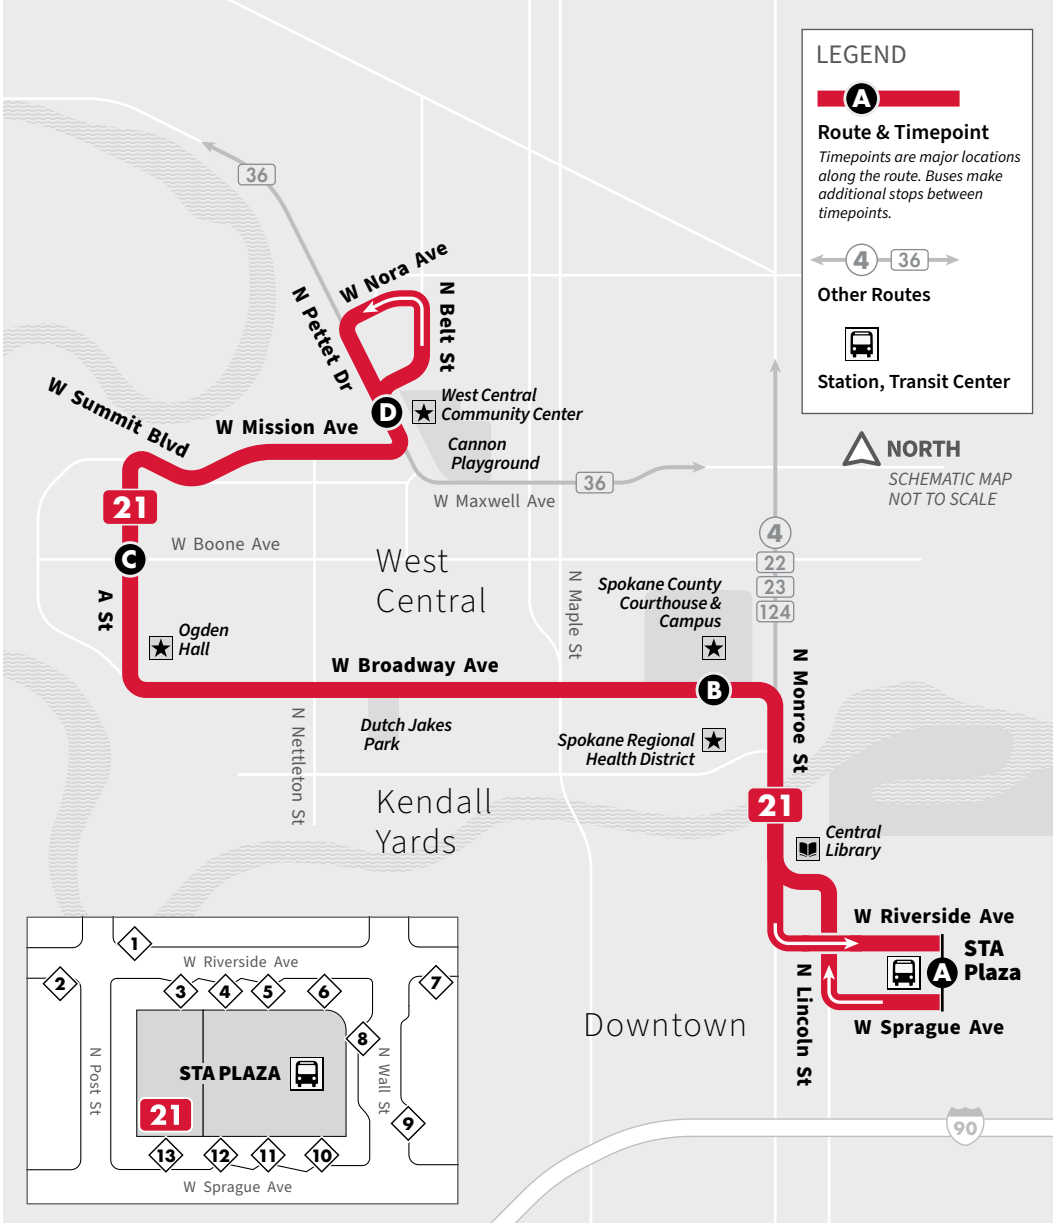 LEGEND
A
Route & Timepoint
Timepoints are major locations
along the route. Buses make
additional stops between
timepoints.
4
36
Other Routes
Station, Transit Center
NORTH
SCHEMATIC MAP
NOT TO SCALE
36
W Nora Ave
N Belt St
N Pettet Dr
D
West Central
Community Center
W Summit Blvd
W Mission Ave
Cannon
Playground
36
W Maxwell Ave
21
4
22
23
124
W Boone Ave
C
West
Central
A St
Ogden
Hall
N Maple St
Spokane County
Courthouse &
Campus
W Broadway Ave
B
N Monroe St
N Nettleton St
Dutch Jakes
Park
Spokane Regional
Health District
Kendall
Yards
21
Central
Library
W Riverside Ave
STA
Plaza
A
N Lincoln St
W Sprague Ave
Downtown
90
1
W Riverside Ave
2
3
4
5
6
7
8
N Post St
STA PLAZA
N Wall St
21
9
13
12
11
10
W Sprague Ave